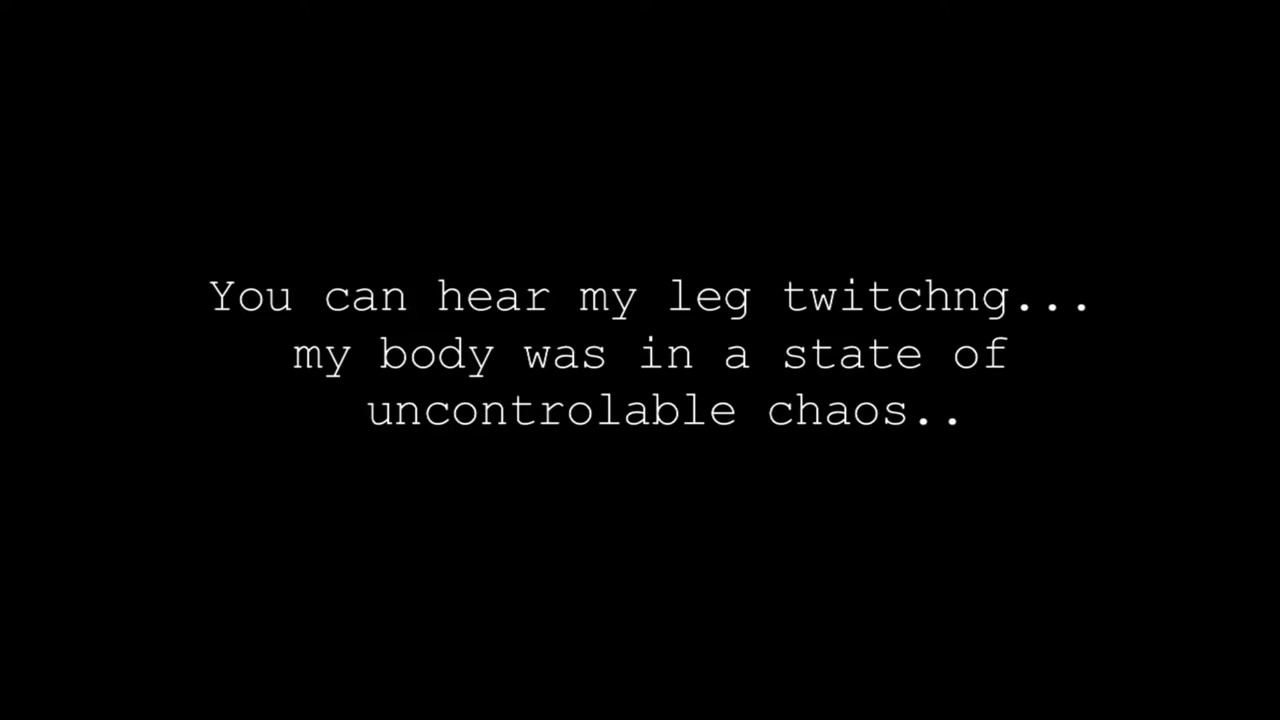 You can hear my leg twitchng...
my body was in a state of
uncontrolable chaos..